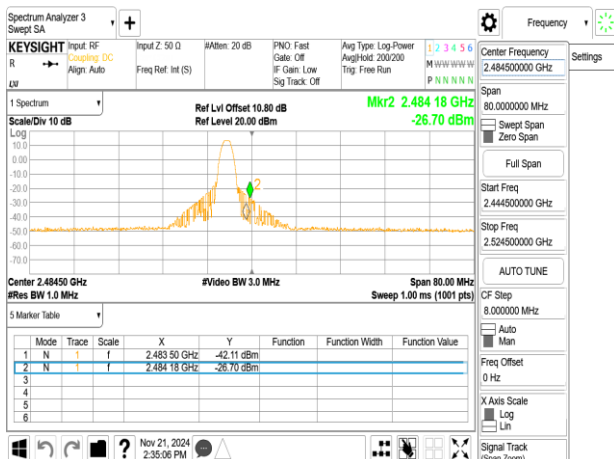 Spectrum Analyzer 3
Swept SA
+
Frequency
KEYSIGHT
R
Input: RF
Coupling: DC
Align: Auto
Input Z: 50 Ω
Freq Ref: Int (S)
#Atten: 20 dB
PNO: Fast
Gate: Off
IF Gain: Low
Sig Track: Off
Avg Type: Log-Power
Avg|Hold: 200/200
Trig: Free Run
1 2 3 4 5 6
M W W W W W
P N N N N N
LXI
1 Spectrum
Scale/Div 10 dB
Ref Lvl Offset 10.80 dB
Ref Level 20.00 dBm
Mkr2 2.484 18 GHz
-26.70 dBm
Log
10.0
0.00
-10.0
-20.0
-30.0
-40.0
-50.0
-60.0
-70.0
2
Center 2.48450 GHz
#Res BW 1.0 MHz
#Video BW 3.0 MHz
Span 80.00 MHz
Sweep 1.00 ms (1001 pts)
5 Marker Table
Mode Trace Scale X Y Function Function Width Function Value
1 N 1 f 2.483 50 GHz -42.11 dBm
2 N 1 f 2.484 18 GHz -26.70 dBm
3
4
5
6
?
Nov 21, 2024
2:35:06 PM
Center Frequency
2.484500000 GHz
Settings
Span
80.0000000 MHz
Swept Span
Zero Span
Full Span
Start Freq
2.444500000 GHz
Stop Freq
2.524500000 GHz
AUTO TUNE
CF Step
8.000000 MHz
Auto
Man
Freq Offset
0 Hz
X Axis Scale
Log
Lin
Signal Track
(Span Zoom)